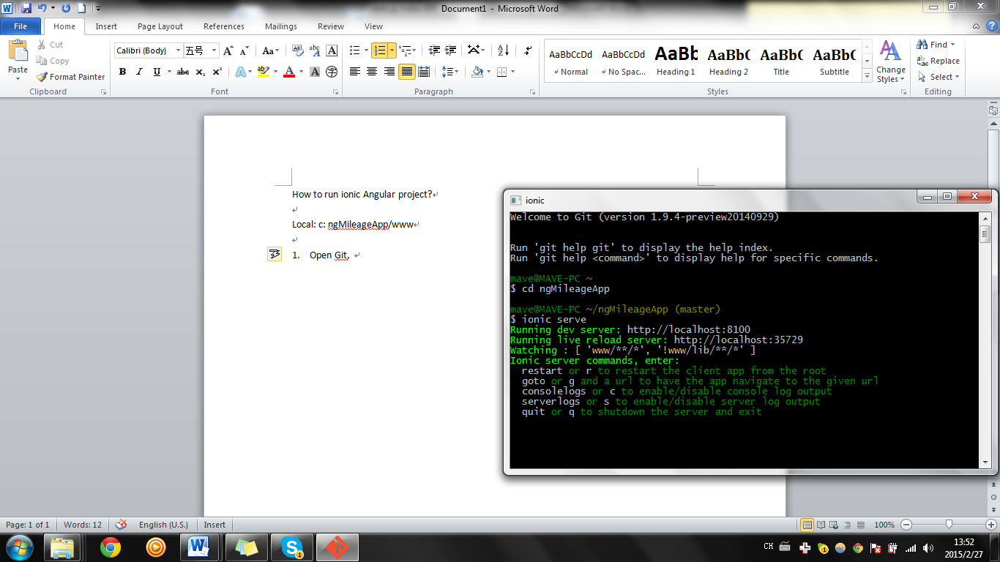 Document1 - Microsoft Word
File Home Insert Page Layout References Mailings Review View
Paste
Cut
Copy
Format Painter
Clipboard
Calibri (Body) 五号
Font
Paragraph
AaBbCcDd AaBbCcDd AaBb AaBbC AaBbC AaBbC
Normal No Spac... Heading 1 Heading 2 Title Subtitle
Change Styles
Styles
Find
Replace
Select
Editing
How to run ionic Angular project?
Local: c: ngMileageApp/www
1. Open Git,
ionic
Welcome to Git (version 1.9.4-preview20140929)
Run 'git help git' to display the help index.
Run 'git help <command>' to display help for specific commands.
mave@MAVE-PC ~
$ cd ngMileageApp
mave@MAVE-PC ~/ngMileageApp (master)
$ ionic serve
Running dev server: http://localhost:8100
Running live reload server: http://localhost:35729
Watching : [ 'www/**/*', '!www/lib/**/*' ]
Ionic server commands, enter:
restart or r to restart the client app from the root
goto or g and a url to have the app navigate to the given url
consolelogs or c to enable/disable console log output
serverlogs or s to enable/disable server log output
quit or q to shutdown the server and exit
Page: 1 of 1 Words: 12 English (U.S.) Insert 100%
CH 13:52
2015/2/27